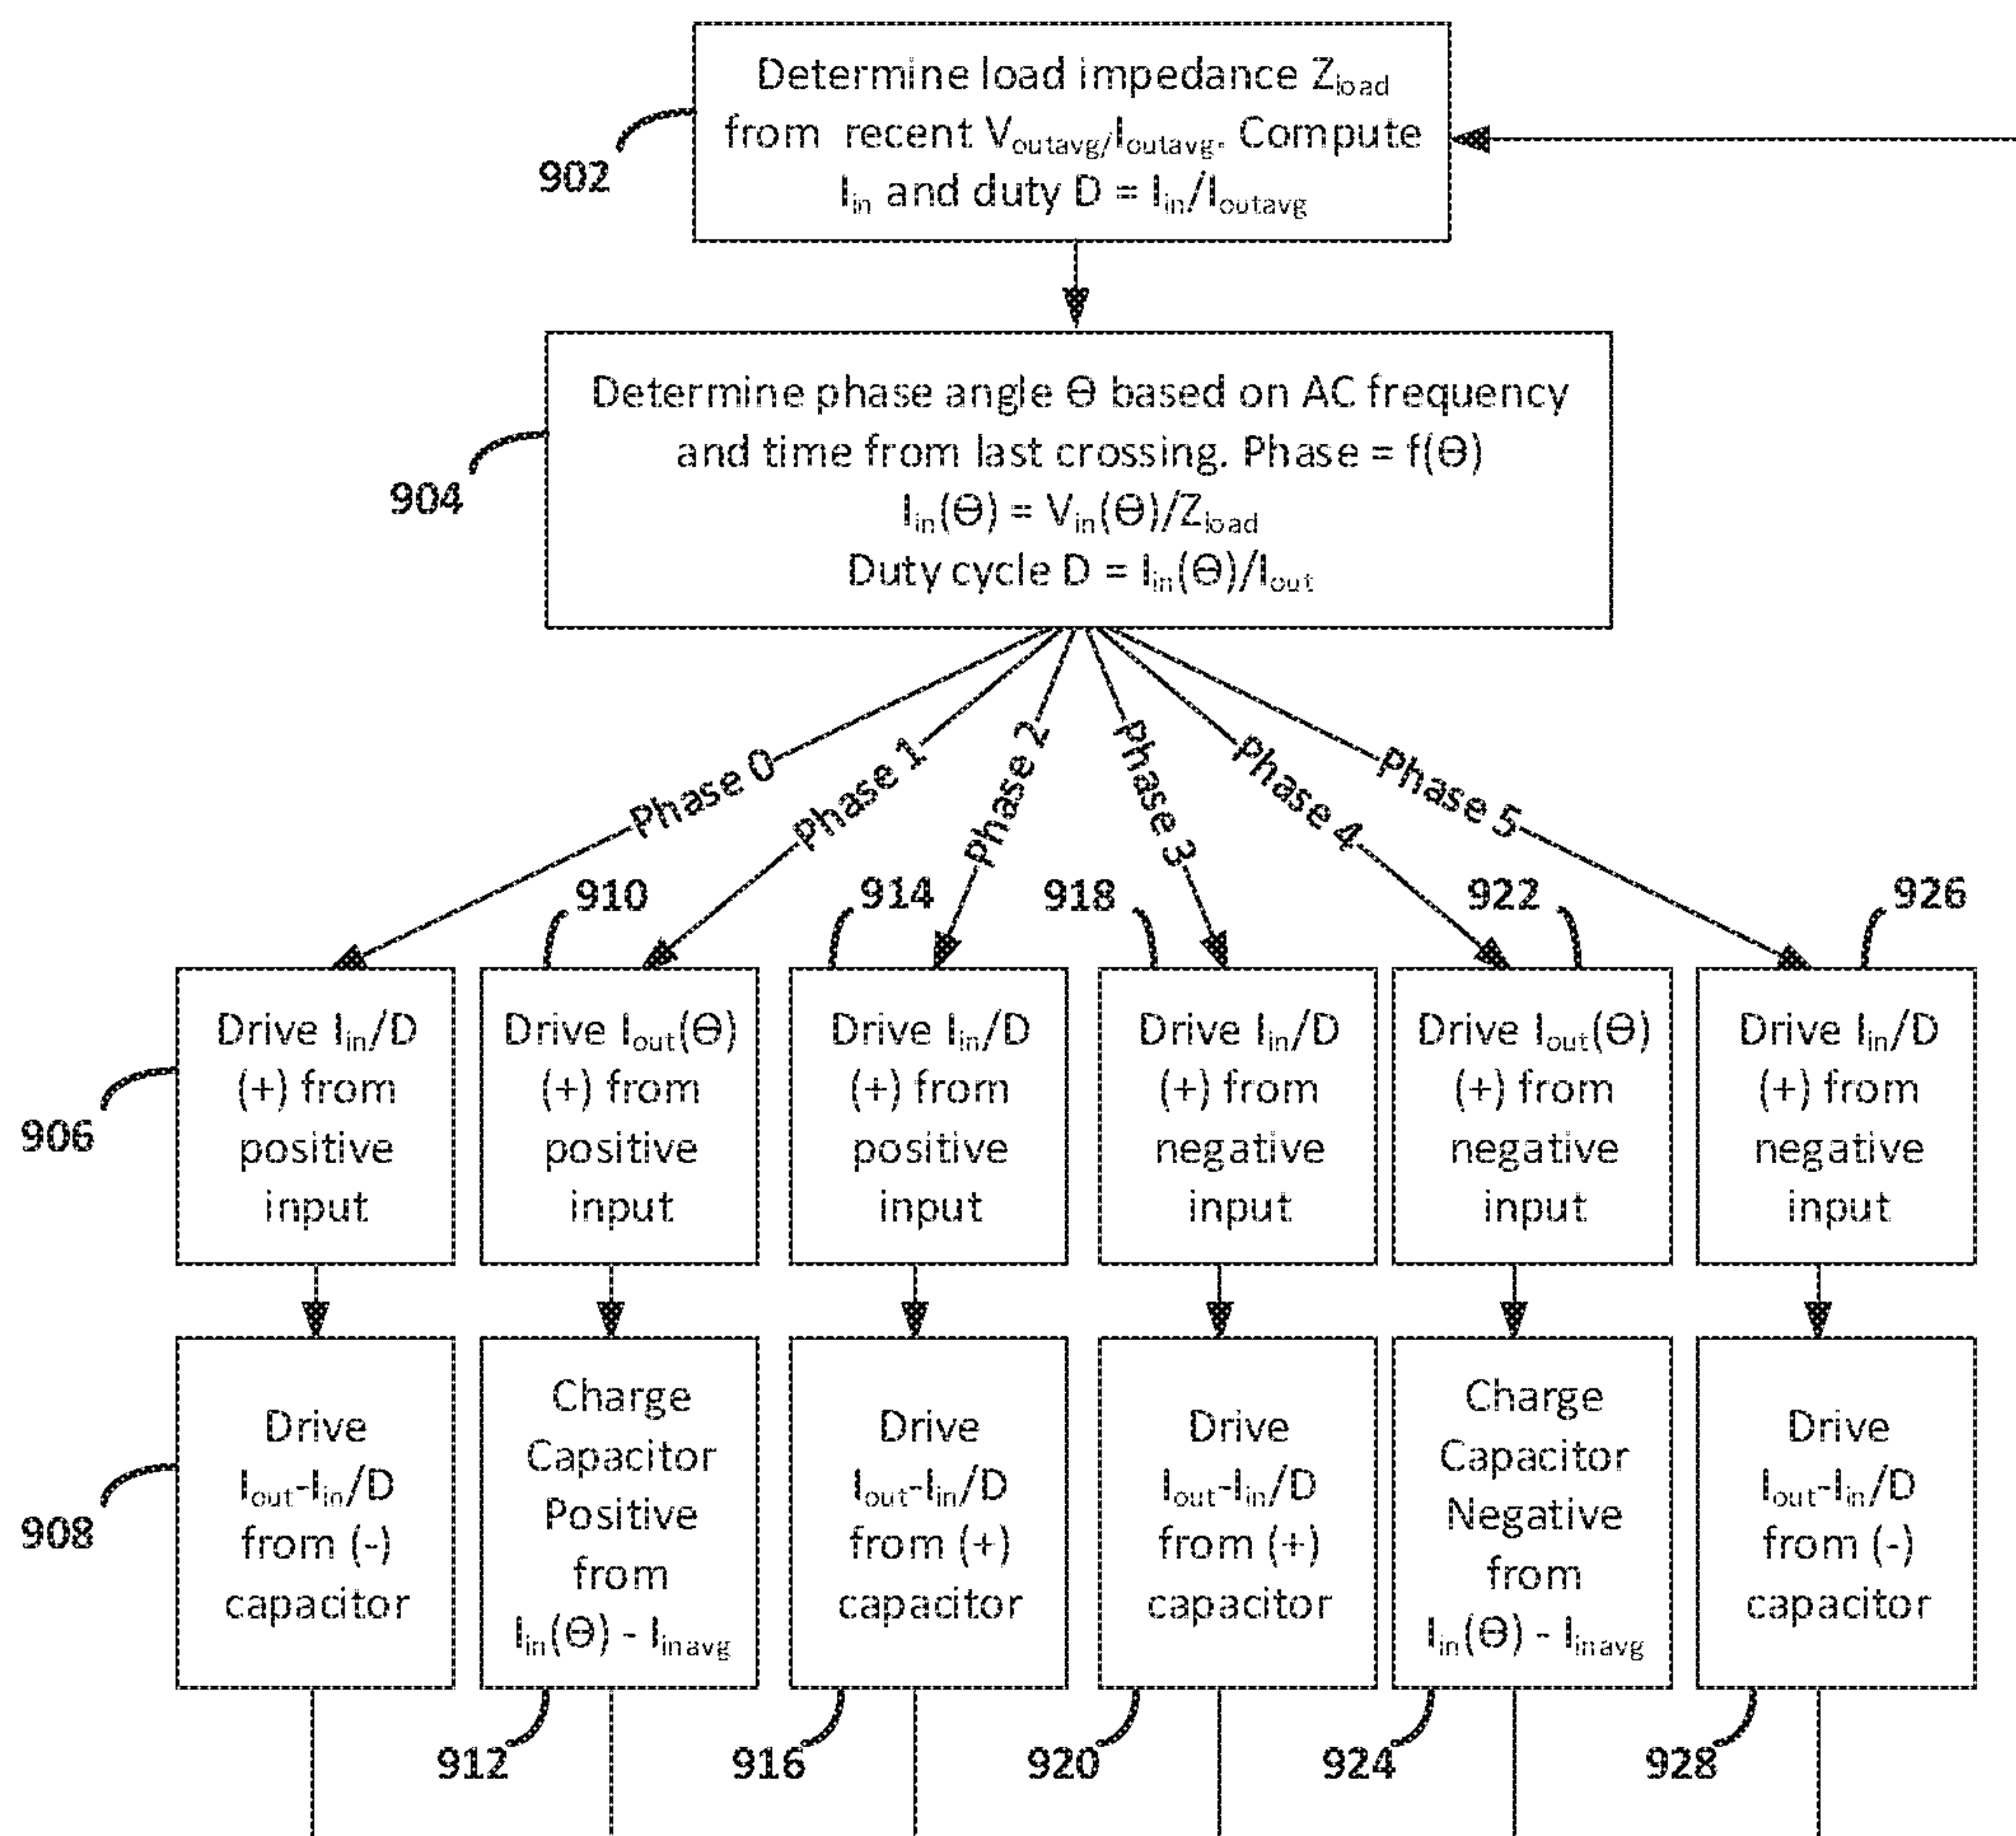 Determine load impedance Zload
from recent Voutavg/Ioutavg. Compute
Iin and duty D = Iin/Ioutavg
902
Determine phase angle Θ based on AC frequency
and time from last crossing. Phase = f(Θ)
Iin(Θ) = Vin(Θ)/Zload
Duty cycle D = Iin(Θ)/Iout
904
Phase 0
Phase 1
Phase 2
Phase 3
Phase 4
Phase 5
910
914
918
922
926
Drive Iin/D
(+) from
positive
input
906
Drive Iout(Θ)
(+) from
positive
input
Drive Iin/D
(+) from
positive
input
Drive Iin/D
(+) from
negative
input
Drive Iout(Θ)
(+) from
negative
input
Drive Iin/D
(+) from
negative
input
Drive
Iout-Iin/D
from (-)
capacitor
908
Charge
Capacitor
Positive
from
Iin(Θ) - Iinavg
Drive
Iout-Iin/D
from (+)
capacitor
Drive
Iout-Iin/D
from (+)
capacitor
Charge
Capacitor
Negative
from
Iin(Θ) - Iinavg
Drive
Iout-Iin/D
from (-)
capacitor
912
916
920
924
928